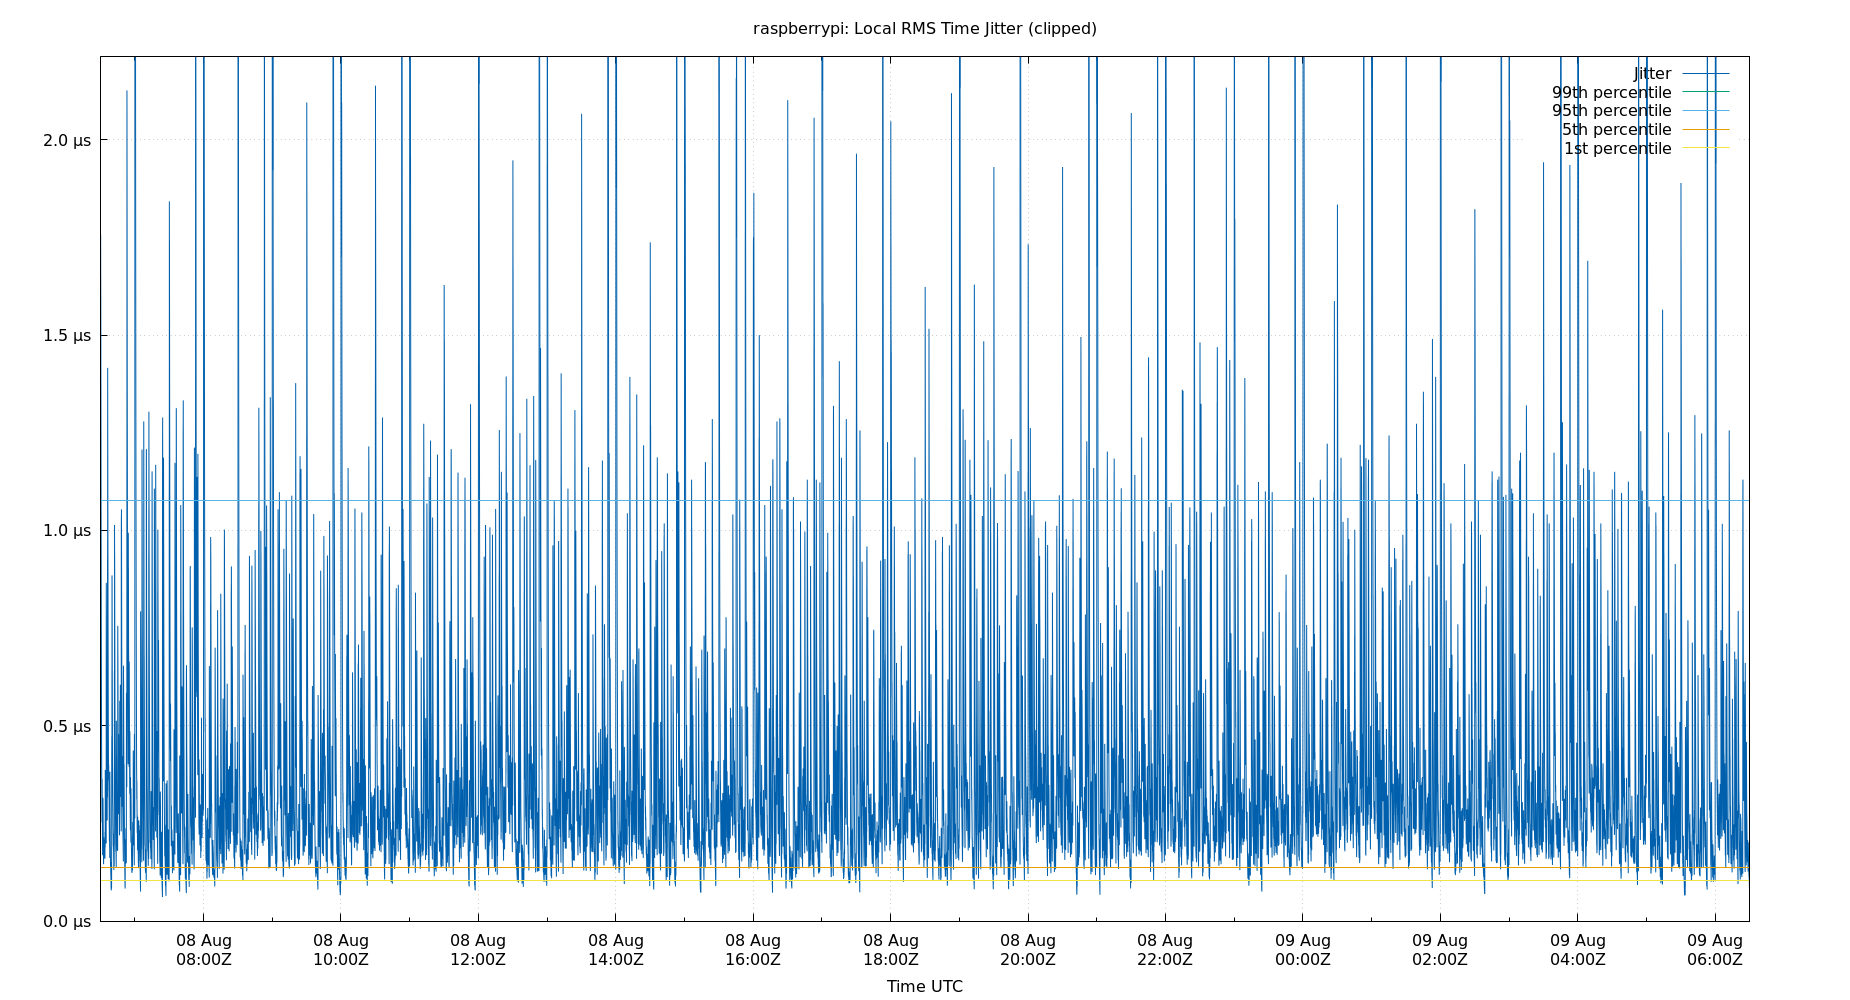 raspberrypi: Local RMS Time Jitter (clipped)
Jitter
99th percentile
95th percentile
5th percentile
1st percentile
2.0 µs
1.5 µs
1.0 µs
0.5 µs
0.0 µs
08 Aug 08 Aug 08 Aug 08 Aug 08 Aug 08 Aug 08 Aug 08 Aug 09 Aug 09 Aug 09 Aug 09 Aug
08:00Z 10:00Z 12:00Z 14:00Z 16:00Z 18:00Z 20:00Z 22:00Z 00:00Z 02:00Z 04:00Z 06:00Z
Time UTC